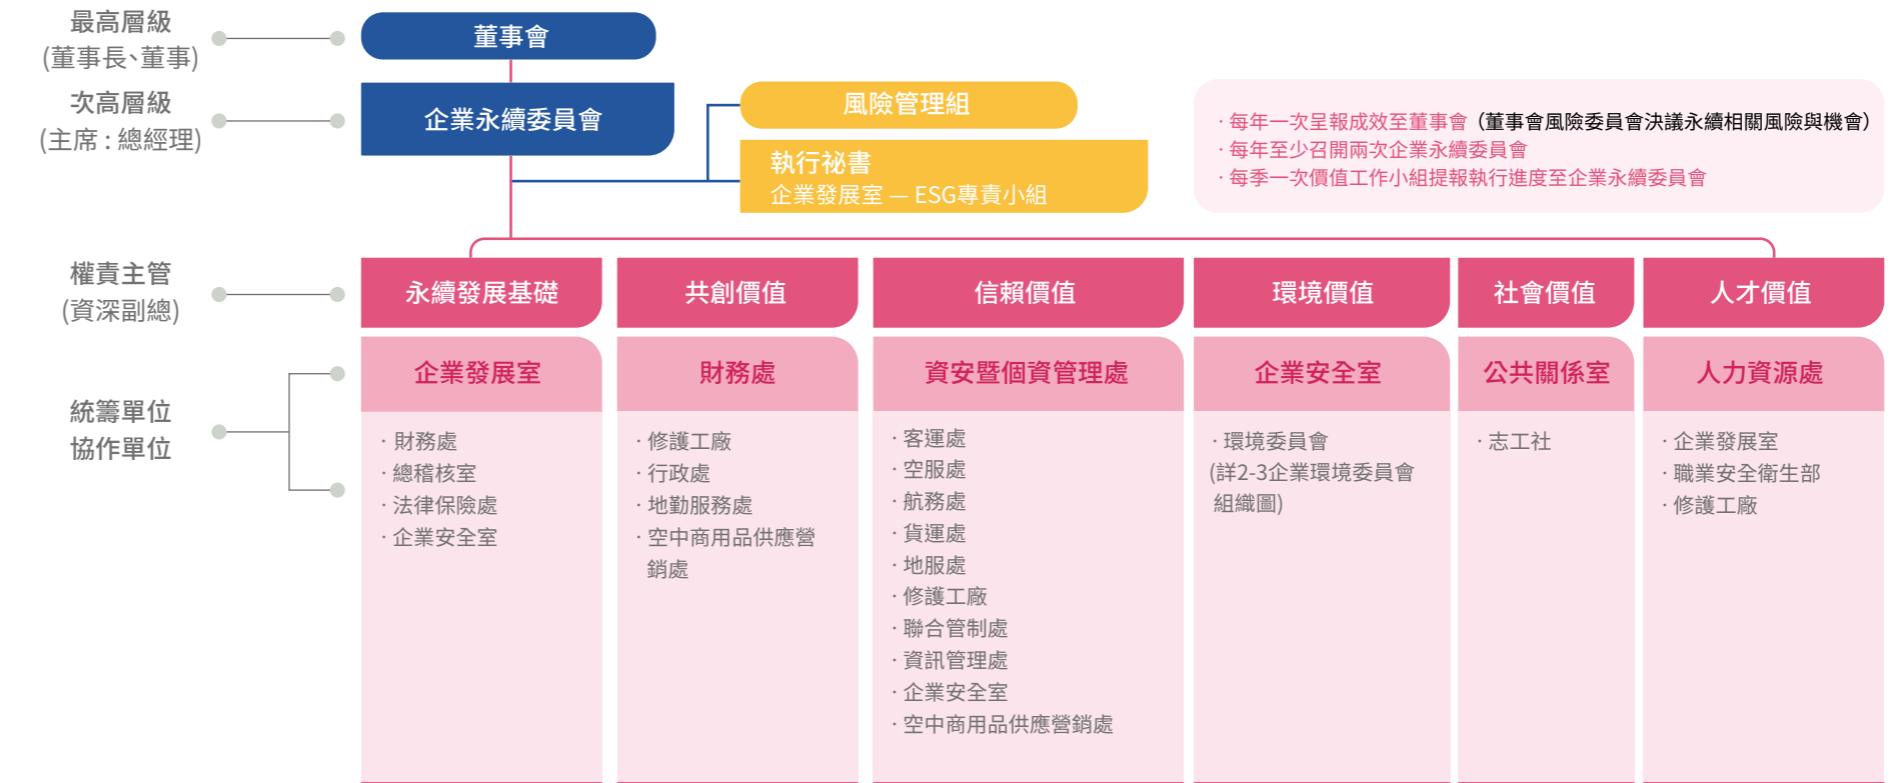 最高層級
(董事長、董事)
董事會
次高層級
(主席 : 總經理)
企業永續委員會
風險管理組
執行祕書
企業發展室 — ESG專責小組
· 每年一次呈報成效至董事會（董事會風險委員會決議永續相關風險與機會）
· 每年至少召開兩次企業永續委員會
· 每季一次價值工作小組提報執行進度至企業永續委員會
權責主管
(資深副總)
永續發展基礎
共創價值
信賴價值
環境價值
社會價值
人才價值
統籌單位
協作單位
企業發展室
· 財務處
· 總稽核室
· 法律保險處
· 企業安全室
財務處
· 修護工廠
· 行政處
· 地勤服務處
· 空中商用品供應營
銷處
資安暨個資管理處
· 客運處
· 空服處
· 航務處
· 貨運處
· 地服處
· 修護工廠
· 聯合管制處
· 資訊管理處
· 企業安全室
· 空中商用品供應營銷處
企業安全室
· 環境委員會
(詳2-3企業環境委員會
組織圖)
公共關係室
· 志工社
人力資源處
· 企業發展室
· 職業安全衛生部
· 修護工廠